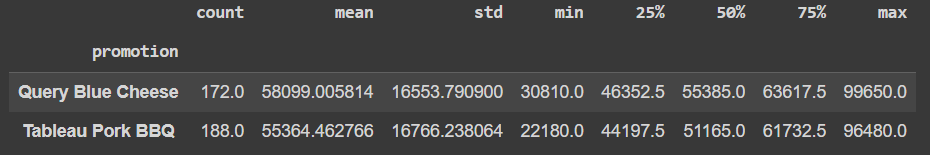 count mean std min 25% 50% 75% max
promotion
Query Blue Cheese 172.0 58099.005814 16553.790900 30810.0 46352.5 55385.0 63617.5 99650.0
Tableau Pork BBQ 188.0 55364.462766 16766.238064 22180.0 44197.5 51165.0 61732.5 96480.0